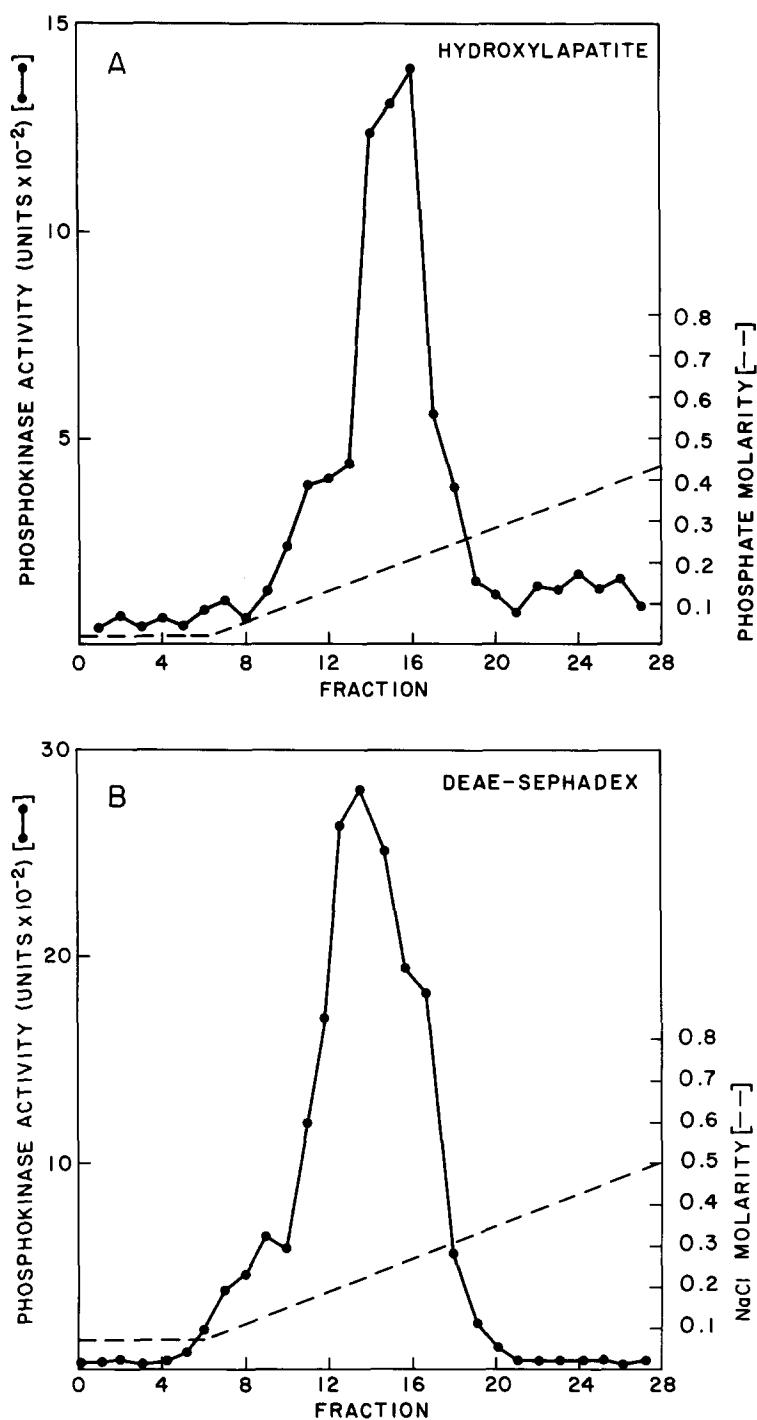 A
HYDROXYLAPATITE
PHOSPHOKINASE ACTIVITY (UNITS x 10⁻²) [●–●]
15
10
5
0.8
0.7
0.6
0.5
0.4
0.3
0.2
0.1
PHOSPHATE MOLARITY [– –]
0 4 8 12 16 20 24 28
FRACTION
B
DEAE-SEPHADEX
PHOSPHOKINASE ACTIVITY (UNITS x 10⁻²) [●–●]
30
20
10
0.8
0.7
0.6
0.5
0.4
0.3
0.2
0.1
NaCl MOLARITY [– –]
0 4 8 12 16 20 24 28
FRACTION